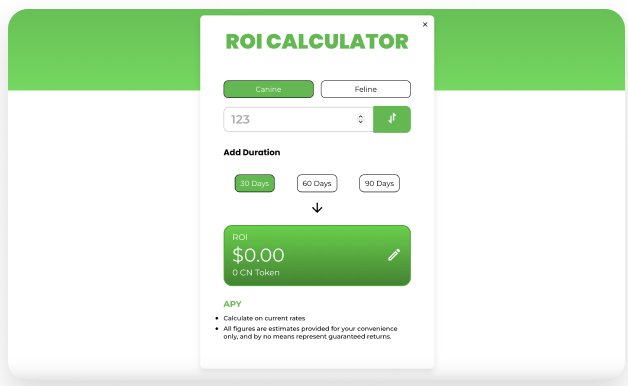 ×
ROI CALCULATOR
Canine Feline
123
Add Duration
30 Days 60 Days 90 Days
ROI
$0.00
0 CN Token
APY
Calculate on current rates
All figures are estimates provided for your convenience
only, and by no means represent guaranteed returns.